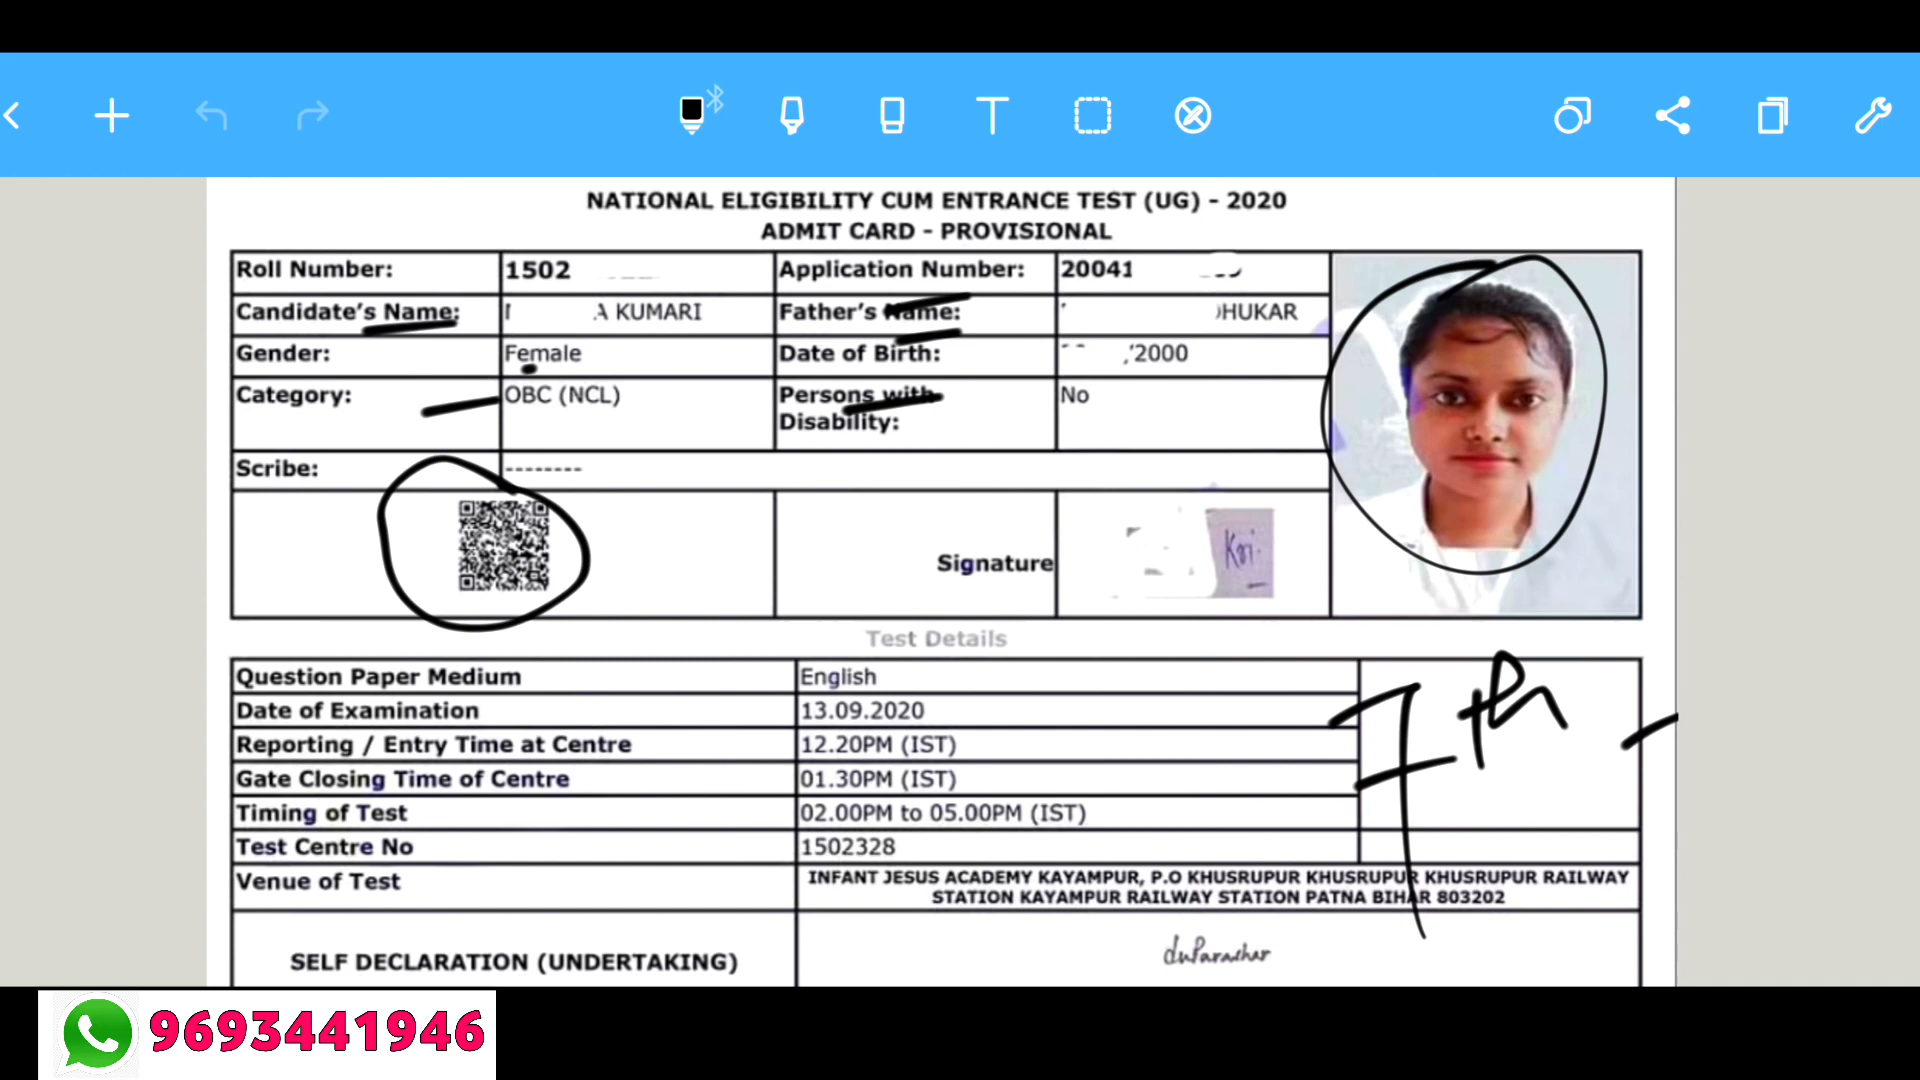 NATIONAL ELIGIBILITY CUM ENTRANCE TEST (UG) - 2020
ADMIT CARD - PROVISIONAL
Roll Number: 1502 Application Number: 20041
Candidate's Name: A KUMARI Father's Name: HUKAR
Gender: Female Date of Birth: /2000
Category: OBC (NCL) Persons with Disability: No
Scribe: --------
Signature
Test Details
Question Paper Medium English
Date of Examination 13.09.2020
Reporting / Entry Time at Centre 12.20PM (IST)
Gate Closing Time of Centre 01.30PM (IST)
Timing of Test 02.00PM to 05.00PM (IST)
Test Centre No 1502328
Venue of Test INFANT JESUS ACADEMY KAYAMPUR, P.O KHUSRUPUR KHUSRUPUR KHUSRUPUR RAILWAY
STATION KAYAMPUR RAILWAY STATION PATNA BIHAR 803202
SELF DECLARATION (UNDERTAKING)
7th -
9693441946